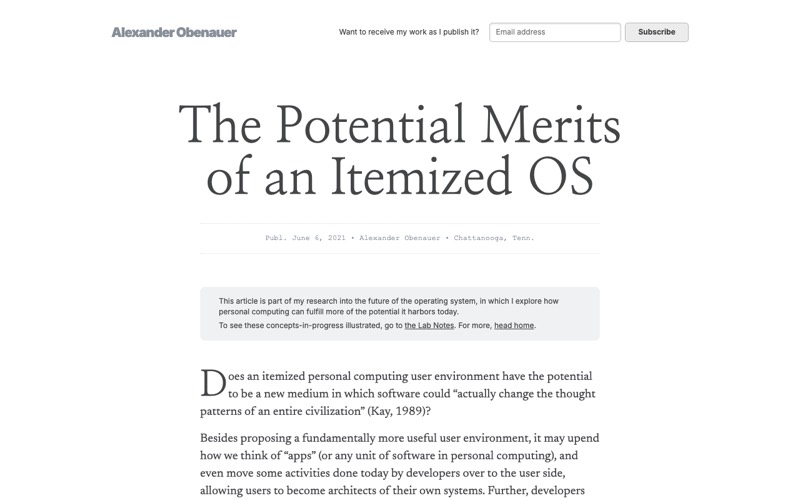 Alexander Obenauer
Want to receive my work as I publish it?
Email address
Subscribe
The Potential Merits
of an Itemized OS
Publ. June 6, 2021 • Alexander Obenauer • Chattanooga, Tenn.
This article is part of my research into the future of the operating system, in which I explore how
personal computing can fulfill more of the potential it harbors today.
To see these concepts-in-progress illustrated, go to the Lab Notes. For more, head home.
Does an itemized personal computing user environment have the potential
to be a new medium in which software could “actually change the thought
patterns of an entire civilization” (Kay, 1989)?
Besides proposing a fundamentally more useful user environment, it may upend
how we think of “apps” (or any unit of software in personal computing), and
even move some activities done today by developers over to the user side,
allowing users to become architects of their own systems. Further, developers